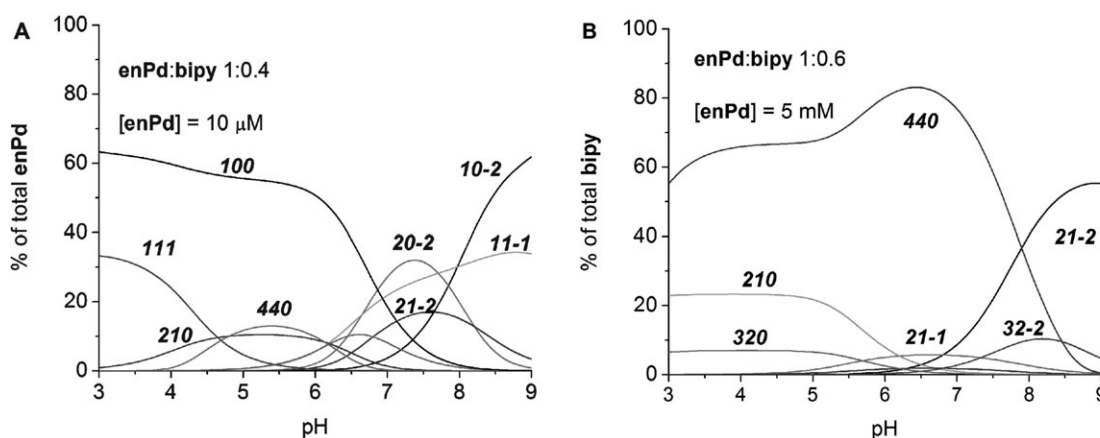 A
enPd:bipy 1:0.4
[enPd] = 10 μM
% of total enPd
100
80
60
40
20
0
100
10-2
111
20-2
11-1
440
21-2
210
3 4 5 6 7 8 9
pH
B
enPd:bipy 1:0.6
[enPd] = 5 mM
% of total bipy
100
80
60
40
20
0
440
21-2
210
320
21-1
32-2
3 4 5 6 7 8 9
pH